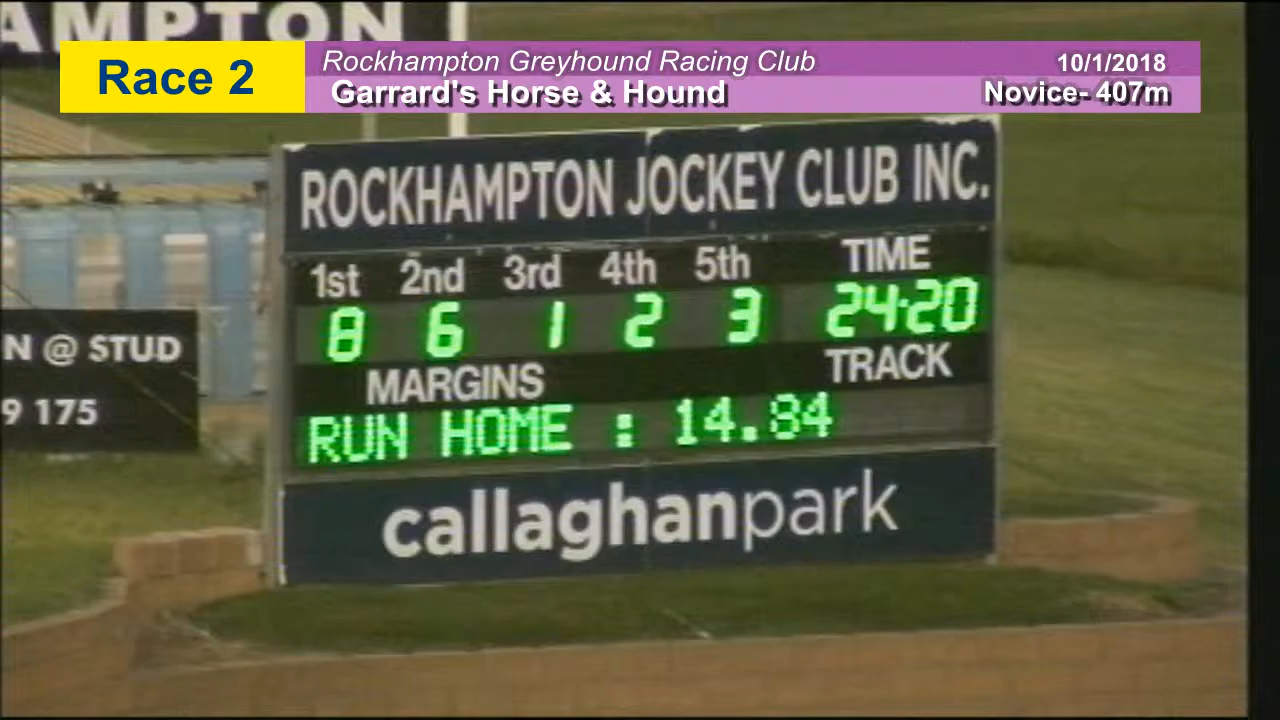 AMPTON
Race 2
Rockhampton Greyhound Racing Club
10/1/2018
Garrard's Horse & Hound
Novice- 407m
ROCKHAMPTON JOCKEY CLUB INC.
1st 2nd 3rd 4th 5th TIME
8 6 1 2 3 24·20
MARGINS TRACK
RUN HOME : 14.84
callaghanpark
N @ STUD
9 175